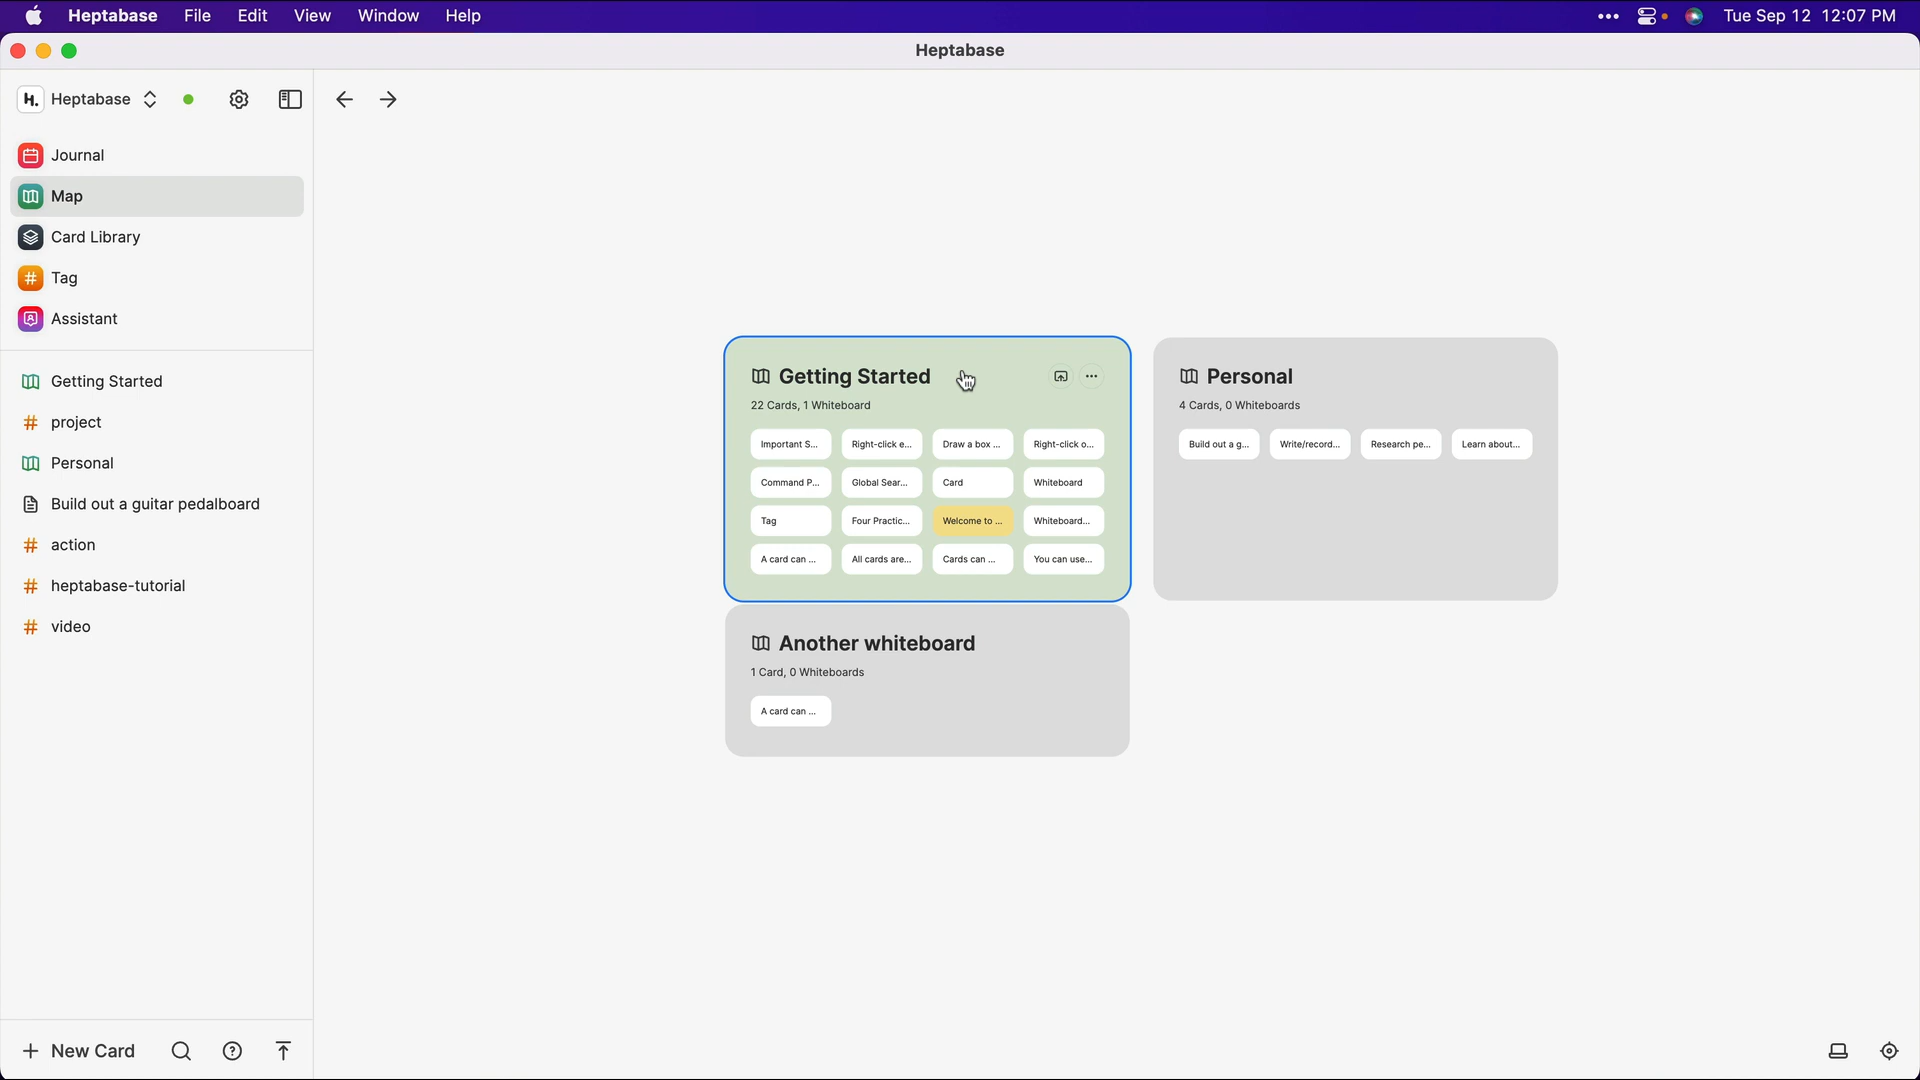 Heptabase File Edit View Window Help
Tue Sep 12 12:07 PM
Heptabase
H. Heptabase
Journal
Map
Card Library
Tag
Assistant
Getting Started
project
Personal
Build out a guitar pedalboard
action
heptabase-tutorial
video
New Card
Getting Started
22 Cards, 1 Whiteboard
Important S... Right-click e... Draw a box ... Right-click o...
Command P... Global Sear... Card Whiteboard
Tag Four Practic... Welcome to ... Whiteboard...
A card can ... All cards are... Cards can ... You can use...
Personal
4 Cards, 0 Whiteboards
Build out a g... Write/record... Research pe... Learn about...
Another whiteboard
1 Card, 0 Whiteboards
A card can ...